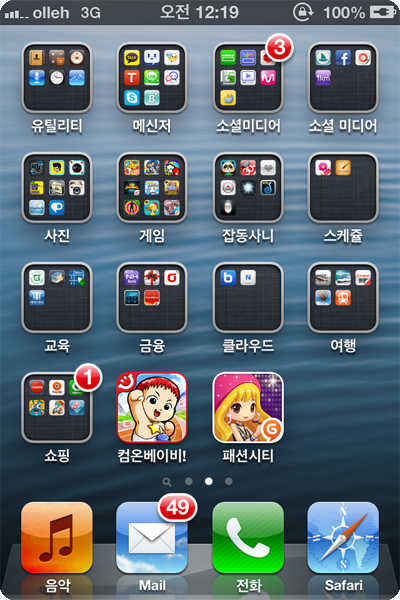 olleh 3G 오전 12:19 100%
3
유틸리티 메신저 소셜미디어 소셜 미디어
사진 게임 잡동사니 스케쥴
교육 금융 클라우드 여행
1
쇼핑 컴온베이비! 패션시티
49
음악 Mail 전화 Safari